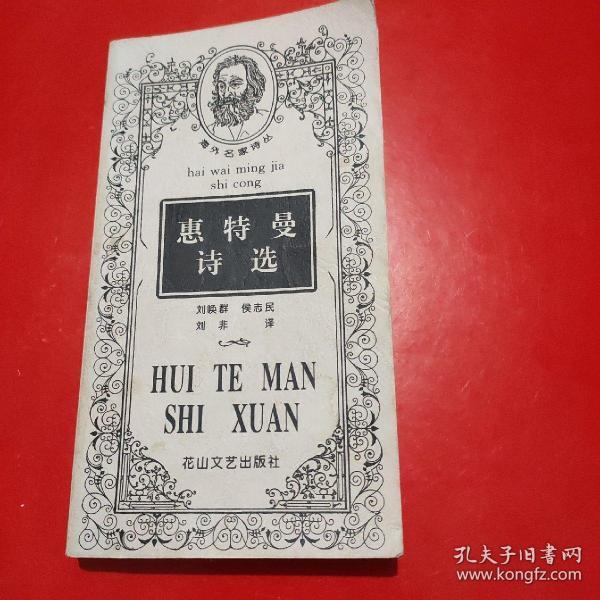 海外名家诗丛
hai wai ming jia
shi cong
惠特曼
诗选
刘唤群 侯志民
刘非 译
HUI TE MAN
SHI XUAN
花山文艺出版社
孔夫子旧書网
www.kongfz.com